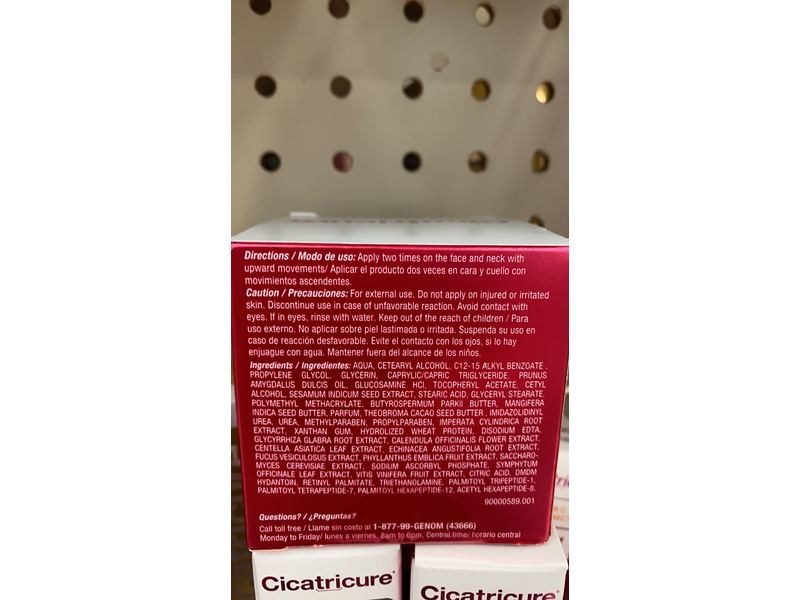 Directions / Modo de uso: Apply two times on the face and neck with
upward movements/ Aplicar el producto dos veces en cara y cuello con
movimientos ascendentes.
Caution / Precauciones: For external use. Do not apply on injured or irritated
skin. Discontinue use in case of unfavorable reaction. Avoid contact with
eyes. If in eyes, rinse with water. Keep out of the reach of children / Para
uso externo. No aplicar sobre piel lastimada o irritada. Suspenda su uso en
caso de reacción desfavorable. Evite el contacto con los ojos, si lo hay
enjuague con agua. Mantener fuera del alcance de los niños.
Ingredients / Ingredientes: AQUA, CETEARYL ALCOHOL, C12-15 ALKYL BENZOATE,
PROPYLENE GLYCOL, GLYCERIN, CAPRYLIC/CAPRIC TRIGLYCERIDE, PRUNUS
AMYGDALUS DULCIS OIL, GLUCOSAMINE HCl, TOCOPHERYL ACETATE, CETYL
ALCOHOL, SESAMUM INDICUM SEED EXTRACT, STEARIC ACID, GLYCERYL STEARATE,
POLYMETHYL METHACRYLATE, BUTYROSPERMUM PARKII BUTTER, MANGIFERA
INDICA SEED BUTTER, PARFUM, THEOBROMA CACAO SEED BUTTER, IMIDAZOLIDINYL
UREA, UREA, METHYLPARABEN, PROPYLPARABEN, IMPERATA CYLINDRICA ROOT
EXTRACT, XANTHAN GUM, HYDROLIZED WHEAT PROTEIN, DISODIUM EDTA,
GLYCYRRHIZA GLABRA ROOT EXTRACT, CALENDULA OFFICINALIS FLOWER EXTRACT,
CENTELLA ASIATICA LEAF EXTRACT, ECHINACEA ANGUSTIFOLIA ROOT EXTRACT,
FUCUS VESICULOSUS EXTRACT, PHYLLANTHUS EMBLICA FRUIT EXTRACT, SACCHARO-
MYCES CEREVISIAE EXTRACT, SODIUM ASCORBYL PHOSPHATE, SYMPHYTUM
OFFICINALE LEAF EXTRACT, VITIS VINIFERA FRUIT EXTRACT, CITRIC ACID, DMDM
HYDANTOIN, RETINYL PALMITATE, TRIETHANOLAMINE, PALMITOYL TRIPEPTIDE-1,
PALMITOYL TETRAPEPTIDE-7, PALMITOYL HEXAPEPTIDE-12, ACETYL HEXAPEPTIDE-8.
90000589.001
Questions? / ¿Preguntas?
Call toll free / Llame sin costo al 1-877-99-GENOM (43666)
Monday to Friday/ lunes a viernes, 8am to 6pm, Central time/ horario central
Cicatricure®
Cicatricure®